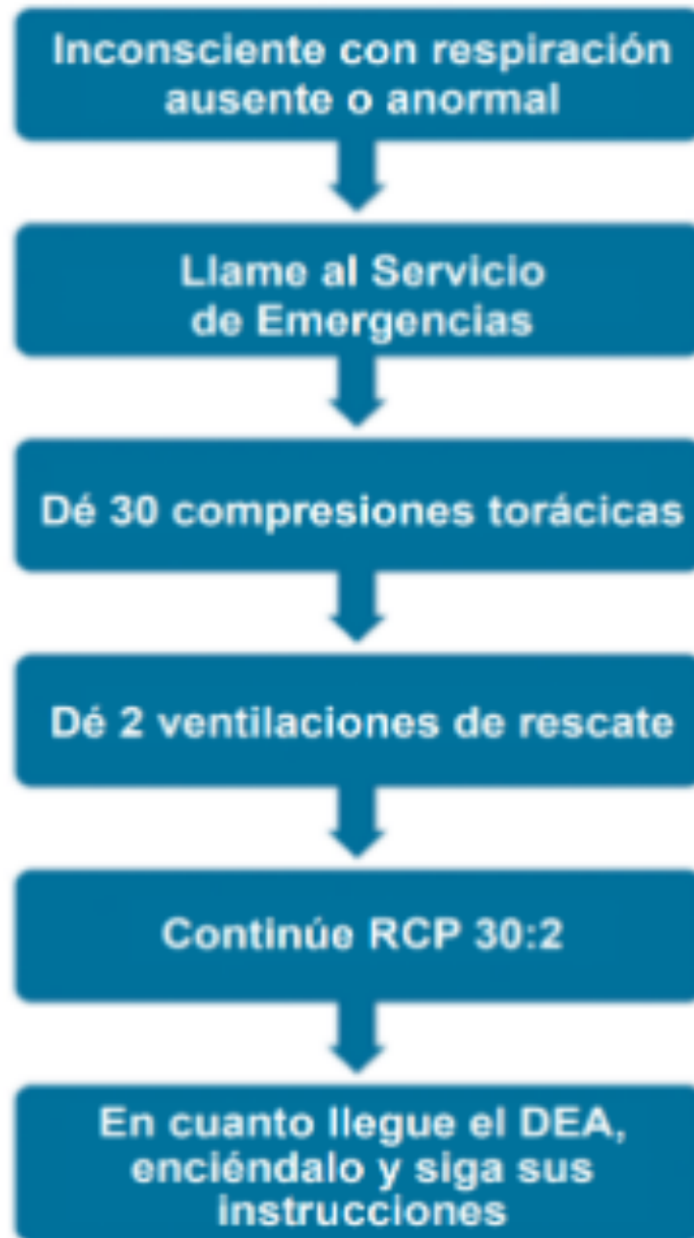 Inconsciente con respiración
ausente o anormal
Llame al Servicio
de Emergencias
Dé 30 compresiones torácicas
Dé 2 ventilaciones de rescate
Continúe RCP 30:2
En cuanto llegue el DEA,
enciéndalo y siga sus
instrucciones